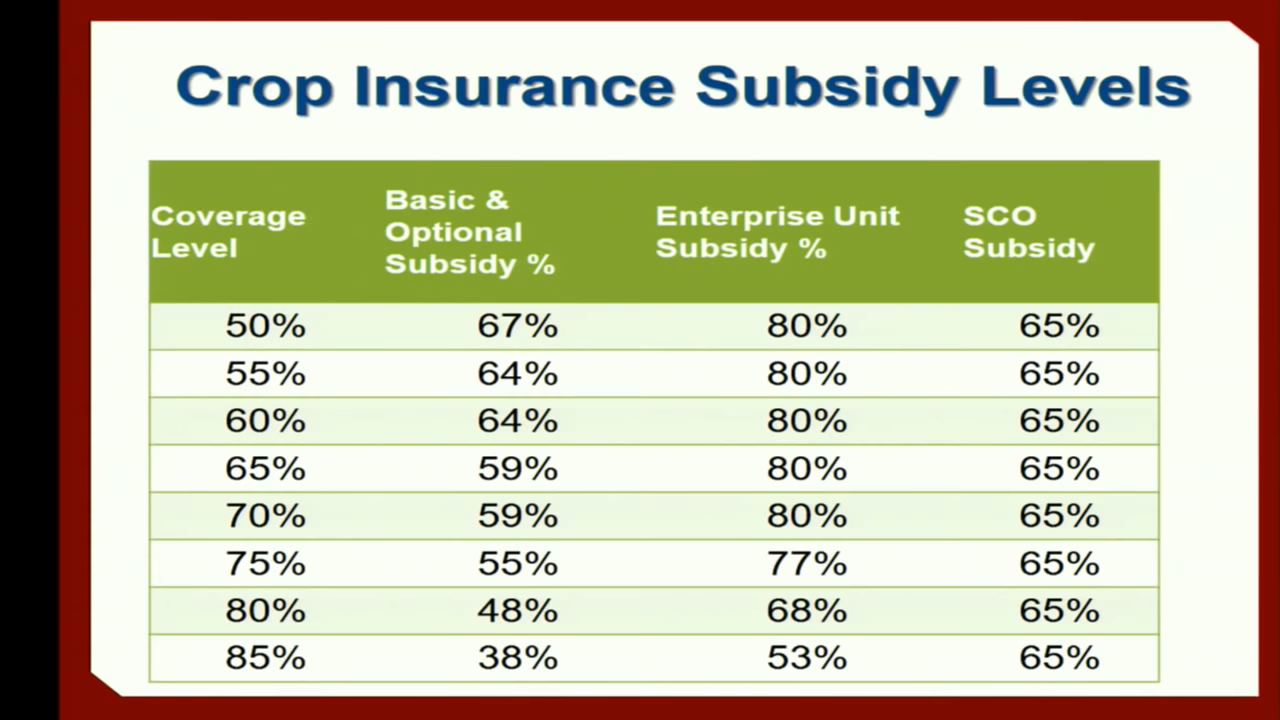 Crop Insurance Subsidy Levels
Coverage Level | Basic & Optional Subsidy % | Enterprise Unit Subsidy % | SCO Subsidy
50% 67% 80% 65%
55% 64% 80% 65%
60% 64% 80% 65%
65% 59% 80% 65%
70% 59% 80% 65%
75% 55% 77% 65%
80% 48% 68% 65%
85% 38% 53% 65%